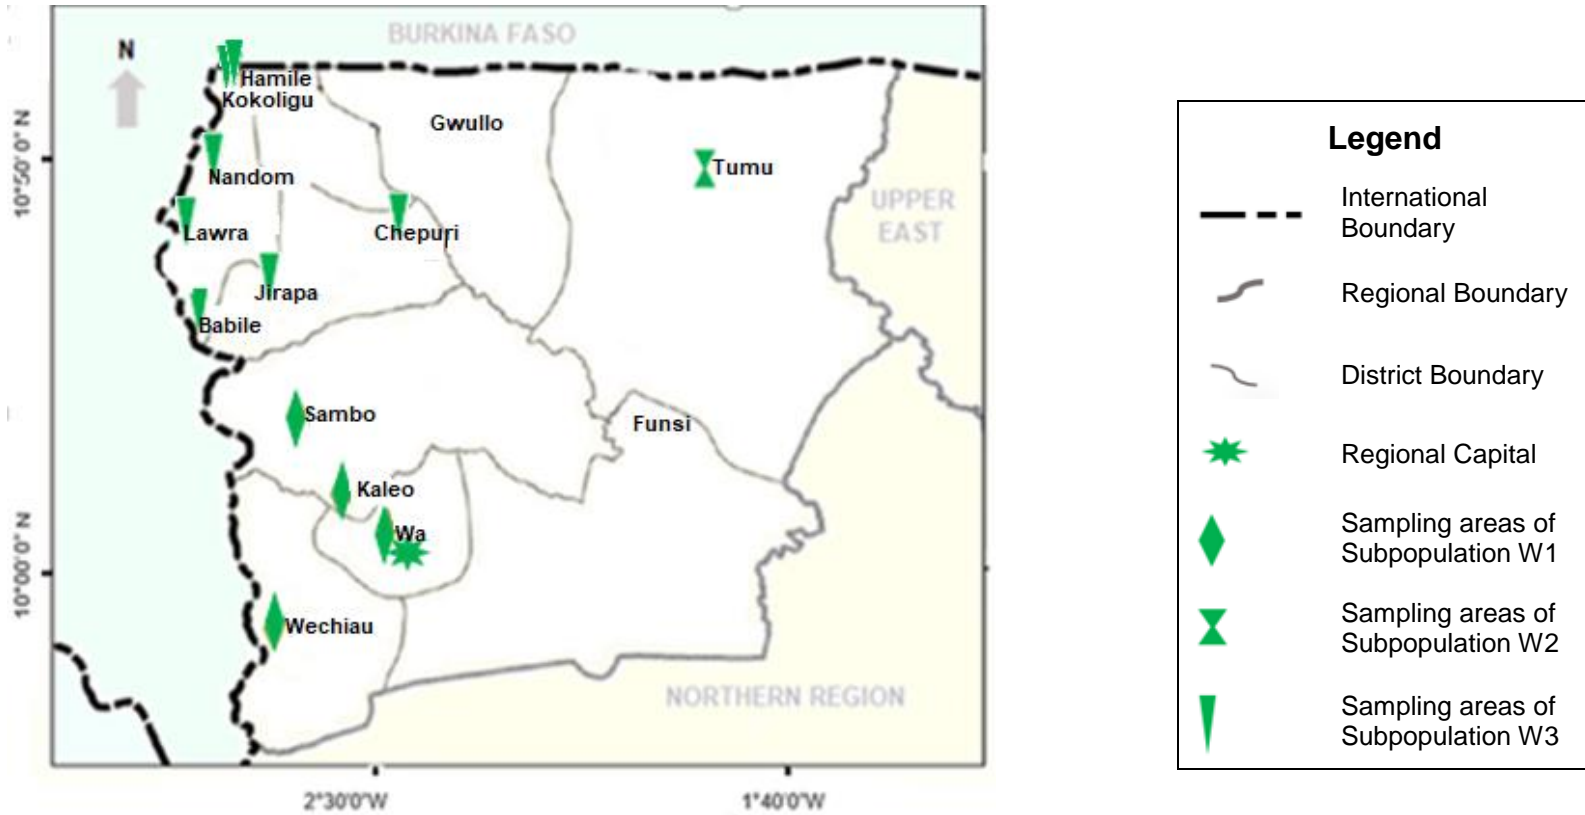 BURKINA FASO
N
Hamile
Kokoligu
Gwullo
10°50'0" N
Nandom
Tumu
UPPER
EAST
Lawra
Chepuri
Jirapa
Babile
Sambo
Funsi
Kaleo
Wa
10°00'0" N
Wechiau
NORTHERN REGION
2°30'0"W
1°40'0"W
Legend
International
Boundary
Regional Boundary
District Boundary
Regional Capital
Sampling areas of
Subpopulation W1
Sampling areas of
Subpopulation W2
Sampling areas of
Subpopulation W3